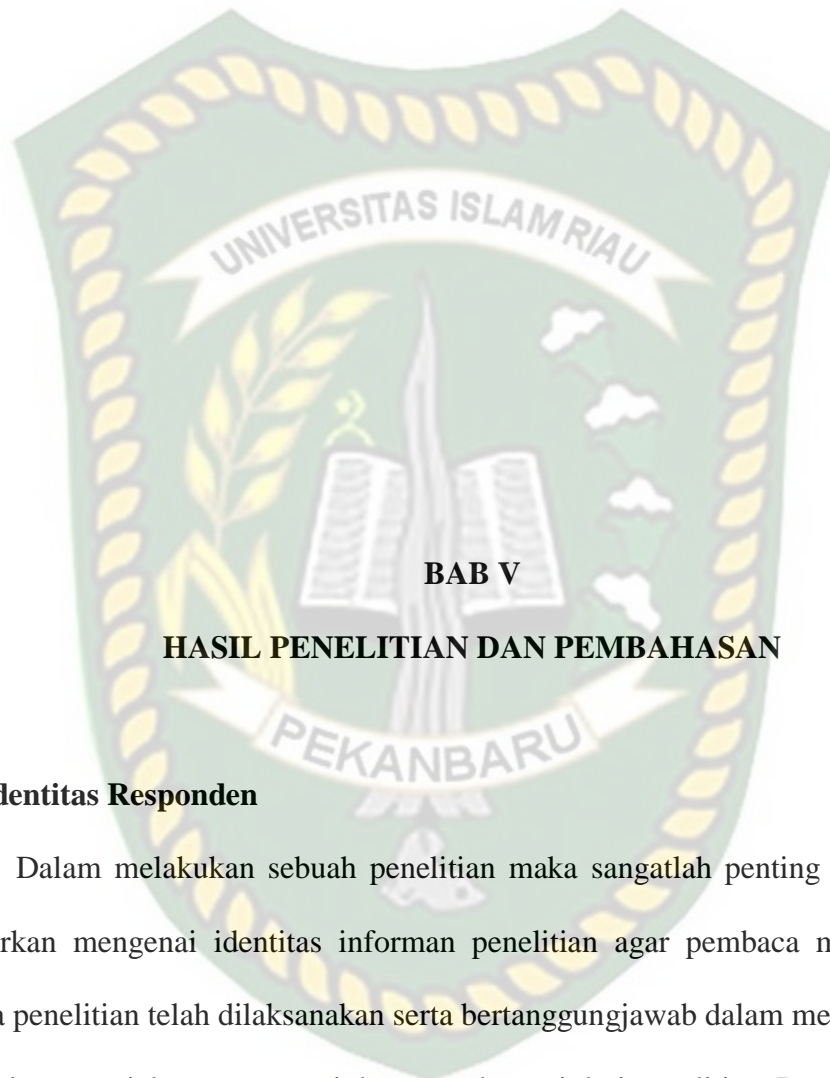 UNIVERSITAS ISLAM RIAU
BAB V
HASIL PENELITIAN DAN PEMBAHASAN
PEKANBARU
dentitas Responden
Dalam melakukan sebuah penelitian maka sangatlah penting
rkan mengenai identitas informan penelitian agar pembaca m
a penelitian telah dilaksanakan serta bertanggungjawab dalam me